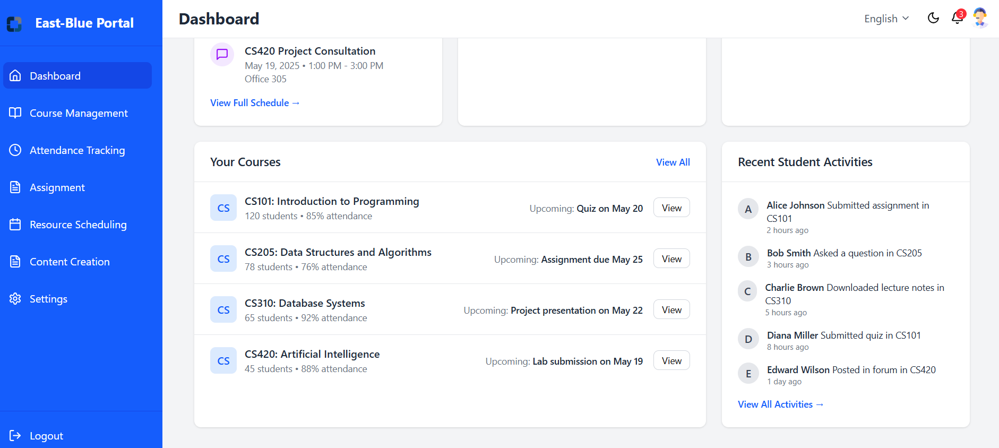 East-Blue Portal
Dashboard
Course Management
Attendance Tracking
Assignment
Resource Scheduling
Content Creation
Settings
Logout
Dashboard
English
3
CS420 Project Consultation
May 19, 2025 • 1:00 PM - 3:00 PM
Office 305
View Full Schedule →
Your Courses
View All
CS
CS101: Introduction to Programming
120 students • 85% attendance
Upcoming: Quiz on May 20
View
CS
CS205: Data Structures and Algorithms
78 students • 76% attendance
Upcoming: Assignment due May 25
View
CS
CS310: Database Systems
65 students • 92% attendance
Upcoming: Project presentation on May 22
View
CS
CS420: Artificial Intelligence
45 students • 88% attendance
Upcoming: Lab submission on May 19
View
Recent Student Activities
A
Alice Johnson Submitted assignment in
CS101
2 hours ago
B
Bob Smith Asked a question in CS205
3 hours ago
C
Charlie Brown Downloaded lecture notes in
CS310
5 hours ago
D
Diana Miller Submitted quiz in CS101
8 hours ago
E
Edward Wilson Posted in forum in CS420
1 day ago
View All Activities →